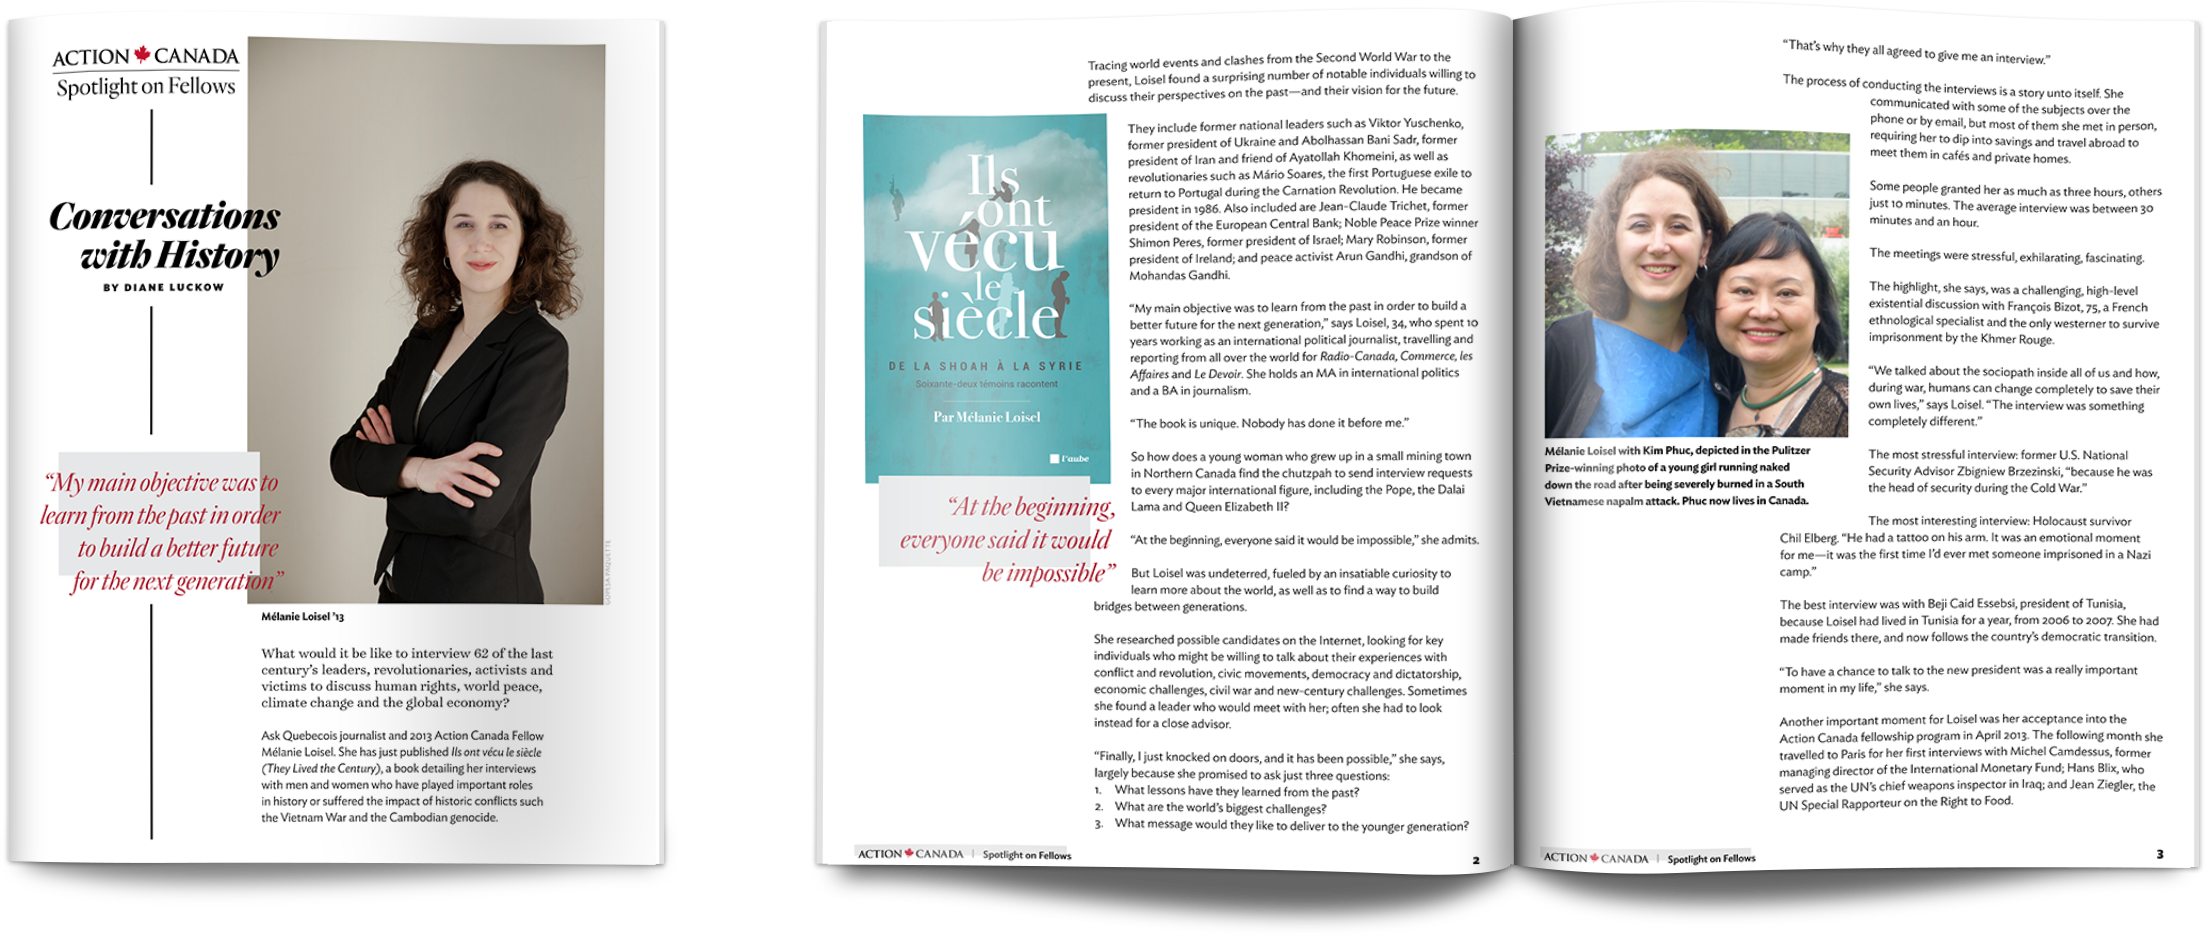 ACTION CANADA
Spotlight on Fellows
Conversations
with History
BY DIANE LUCKOW
“My main objective was to
learn from the past in order
to build a better future
for the next generation”
GOPESA PAQUETTE
Mélanie Loisel ’13
What would it be like to interview 62 of the last
century’s leaders, revolutionaries, activists and
victims to discuss human rights, world peace,
climate change and the global economy?
Ask Quebecois journalist and 2013 Action Canada Fellow
Mélanie Loisel. She has just published Ils ont vécu le siècle
(They Lived the Century), a book detailing her interviews
with men and women who have played important roles
in history or suffered the impact of historic conflicts such
the Vietnam War and the Cambodian genocide.
Tracing world events and clashes from the Second World War to the
present, Loisel found a surprising number of notable individuals willing to
discuss their perspectives on the past—and their vision for the future.
They include former national leaders such as Viktor Yuschenko,
former president of Ukraine and Abolhassan Bani Sadr, former
president of Iran and friend of Ayatollah Khomeini, as well as
revolutionaries such as Mário Soares, the first Portuguese exile to
return to Portugal during the Carnation Revolution. He became
president in 1986. Also included are Jean-Claude Trichet, former
president of the European Central Bank; Noble Peace Prize winner
Shimon Peres, former president of Israel; Mary Robinson, former
president of Ireland; and peace activist Arun Gandhi, grandson of
Mohandas Gandhi.
“My main objective was to learn from the past in order to build a
better future for the next generation,” says Loisel, 34, who spent 10
years working as an international political journalist, travelling and
reporting from all over the world for Radio-Canada, Commerce, les
Affaires and Le Devoir. She holds an MA in international politics
and a BA in journalism.
“The book is unique. Nobody has done it before me.”
So how does a young woman who grew up in a small mining town
in Northern Canada find the chutzpah to send interview requests
to every major international figure, including the Pope, the Dalai
Lama and Queen Elizabeth II?
“At the beginning, everyone said it would be impossible,” she admits.
But Loisel was undeterred, fueled by an insatiable curiosity to
learn more about the world, as well as to find a way to build
bridges between generations.
She researched possible candidates on the Internet, looking for key
individuals who might be willing to talk about their experiences with
conflict and revolution, civic movements, democracy and dictatorship,
economic challenges, civil war and new-century challenges. Sometimes
she found a leader who would meet with her; often she had to look
instead for a close advisor.
“Finally, I just knocked on doors, and it has been possible,” she says,
largely because she promised to ask just three questions:
1. What lessons have they learned from the past?
2. What are the world’s biggest challenges?
3. What message would they like to deliver to the younger generation?
Ils
ont
vécu
le
siècle
DE LA SHOAH À LA SYRIE
Soixante-deux témoins racontent
Par Mélanie Loisel
l’aube
“At the beginning,
everyone said it would
be impossible”
ACTION CANADA | Spotlight on Fellows
2
“That’s why they all agreed to give me an interview.”
The process of conducting the interviews is a story unto itself. She
communicated with some of the subjects over the
phone or by email, but most of them she met in person,
requiring her to dip into savings and travel abroad to
meet them in cafés and private homes.
Some people granted her as much as three hours, others
just 10 minutes. The average interview was between 30
minutes and an hour.
The meetings were stressful, exhilarating, fascinating.
The highlight, she says, was a challenging, high-level
existential discussion with François Bizot, 75, a French
ethnological specialist and the only westerner to survive
imprisonment by the Khmer Rouge.
“We talked about the sociopath inside all of us and how,
during war, humans can change completely to save their
own lives,” says Loisel. “The interview was something
completely different.”
The most stressful interview: former U.S. National
Security Advisor Zbigniew Brzezinski, “because he was
the head of security during the Cold War.”
The most interesting interview: Holocaust survivor
Chil Elberg. “He had a tattoo on his arm. It was an emotional moment
for me—it was the first time I’d ever met someone imprisoned in a Nazi
camp.”
The best interview was with Beji Caid Essebsi, president of Tunisia,
because Loisel had lived in Tunisia for a year, from 2006 to 2007. She had
made friends there, and now follows the country’s democratic transition.
“To have a chance to talk to the new president was a really important
moment in my life,” she says.
Another important moment for Loisel was her acceptance into the
Action Canada fellowship program in April 2013. The following month she
travelled to Paris for her first interviews with Michel Camdessus, former
managing director of the International Monetary Fund; Hans Blix, who
served as the UN’s chief weapons inspector in Iraq; and Jean Ziegler, the
UN Special Rapporteur on the Right to Food.
Mélanie Loisel with Kim Phuc, depicted in the Pulitzer
Prize-winning photo of a young girl running naked
down the road after being severely burned in a South
Vietnamese napalm attack. Phuc now lives in Canada.
ACTION CANADA | Spotlight on Fellows
3